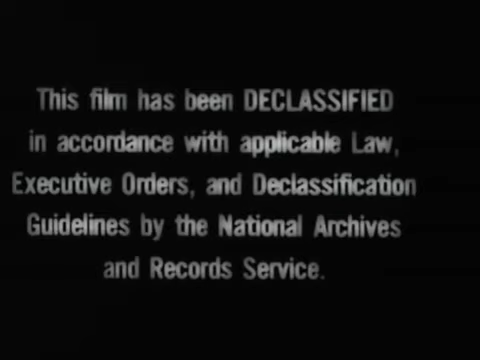 This film has been DECLASSIFIED
in accordance with applicable Law,
Executive Orders, and Declassification
Guidelines by the National Archives
and Records Service.